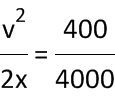 v² / 2x = 400 / 4000